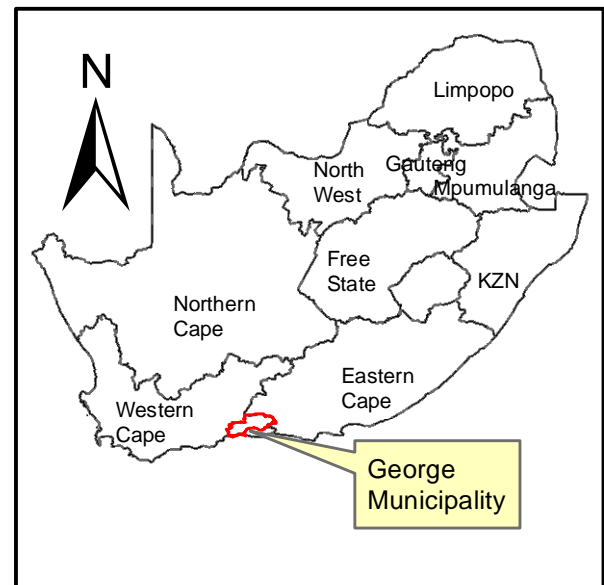 N
Limpopo
Gauteng
North
West
Mpumulanga
Free
State
KZN
Northern
Cape
Eastern
Cape
Western
Cape
George
Municipality